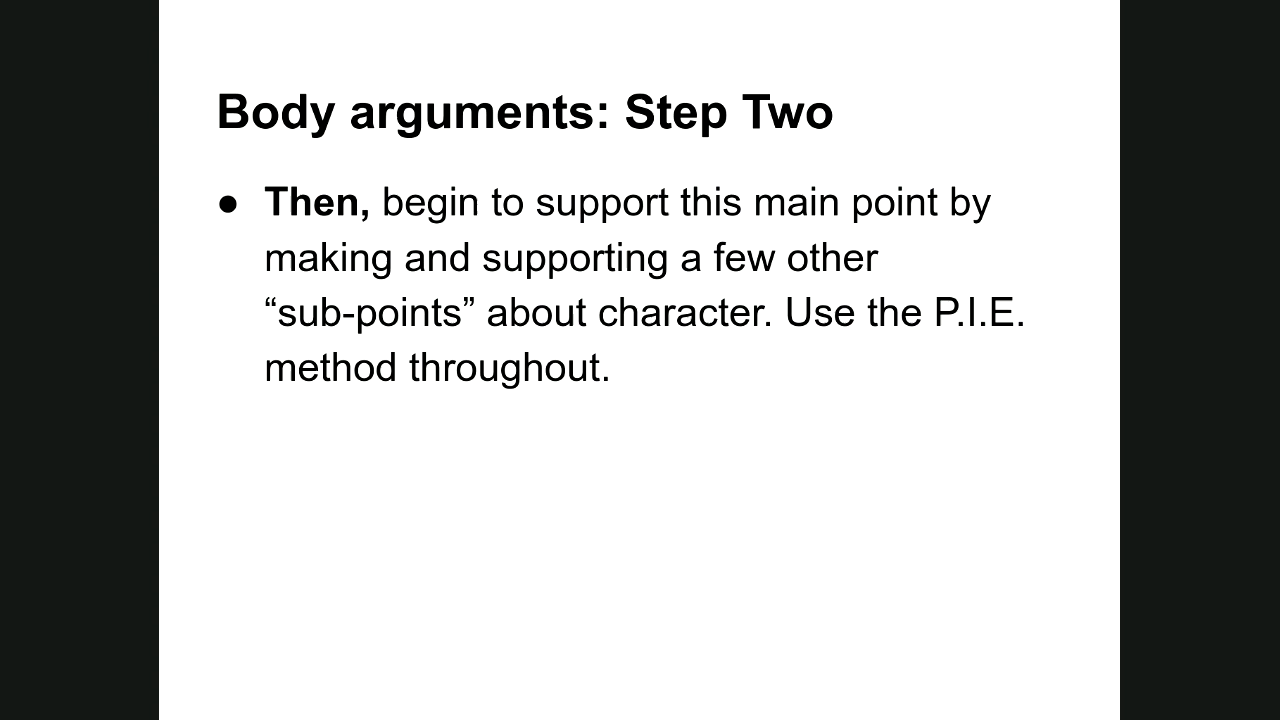 Body arguments: Step Two
● Then, begin to support this main point by
making and supporting a few other
“sub-points” about character. Use the P.I.E.
method throughout.